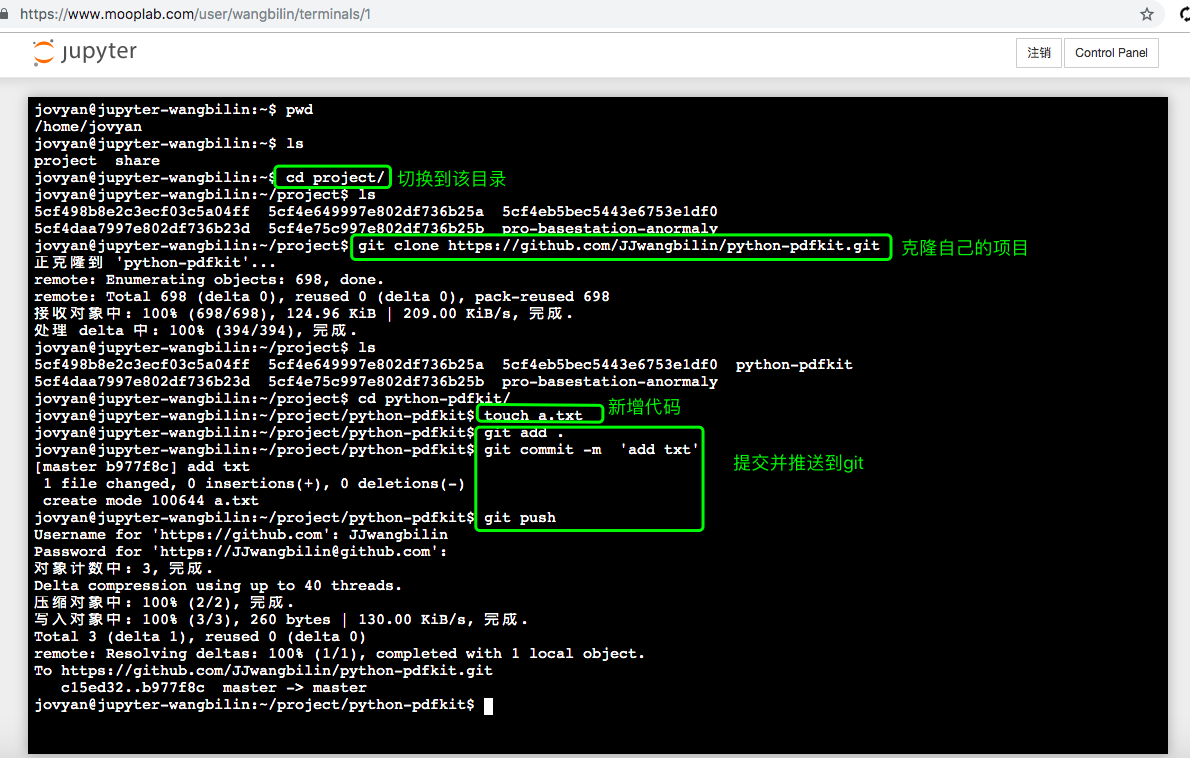 https://www.mooplab.com/user/wangbilin/terminals/1
jupyter
注销
Control Panel
jovyan@jupyter-wangbilin:~$ pwd
/home/jovyan
jovyan@jupyter-wangbilin:~$ ls
project  share
jovyan@jupyter-wangbilin:~$ cd project/ 切换到该目录
jovyan@jupyter-wangbilin:~/project$ ls
5cf498b8e2c3ecf03c5a04ff  5cf4e649997e802df736b25a  5cf4eb5bec5443e6753e1df0
5cf4daa7997e802df736b23d  5cf4e75c997e802df736b25b  pro-basestation-anormaly
jovyan@jupyter-wangbilin:~/project$ git clone https://github.com/JJwangbilin/python-pdfkit.git 克隆自己的项目
正克隆到 'python-pdfkit'...
remote: Enumerating objects: 698, done.
remote: Total 698 (delta 0), reused 0 (delta 0), pack-reused 698
接收对象中: 100% (698/698), 124.96 KiB | 209.00 KiB/s, 完成.
处理 delta 中: 100% (394/394), 完成.
jovyan@jupyter-wangbilin:~/project$ ls
5cf498b8e2c3ecf03c5a04ff  5cf4e649997e802df736b25a  5cf4eb5bec5443e6753e1df0  python-pdfkit
5cf4daa7997e802df736b23d  5cf4e75c997e802df736b25b  pro-basestation-anormaly
jovyan@jupyter-wangbilin:~/project$ cd python-pdfkit/
jovyan@jupyter-wangbilin:~/project/python-pdfkit$ touch a.txt 新增代码
jovyan@jupyter-wangbilin:~/project/python-pdfkit$ git add .
jovyan@jupyter-wangbilin:~/project/python-pdfkit$ git commit -m  'add txt'
[master b977f8c] add txt 提交并推送到git
 1 file changed, 0 insertions(+), 0 deletions(-)
 create mode 100644 a.txt
jovyan@jupyter-wangbilin:~/project/python-pdfkit$ git push
Username for 'https://github.com': JJwangbilin
Password for 'https://JJwangbilin@github.com':
对象计数中: 3, 完成.
Delta compression using up to 40 threads.
压缩对象中: 100% (2/2), 完成.
写入对象中: 100% (3/3), 260 bytes | 130.00 KiB/s, 完成.
Total 3 (delta 1), reused 0 (delta 0)
remote: Resolving deltas: 100% (1/1), completed with 1 local object.
To https://github.com/JJwangbilin/python-pdfkit.git
   c15ed32..b977f8c  master -> master
jovyan@jupyter-wangbilin:~/project/python-pdfkit$